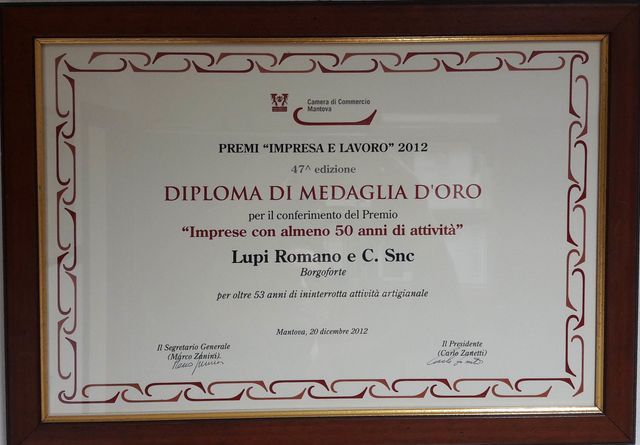 Camera di Commercio
Mantova
PREMI "IMPRESA E LAVORO" 2012
47^ edizione
DIPLOMA DI MEDAGLIA D'ORO
per il conferimento del Premio
"Imprese con almeno 50 anni di attività"
Lupi Romano e C. Snc
Borgoforte
per oltre 53 anni di ininterrotta attività artigianale
Mantova, 20 dicembre 2012
Il Segretario Generale
(Marco Zanini)
Il Presidente
(Carlo Zanetti)